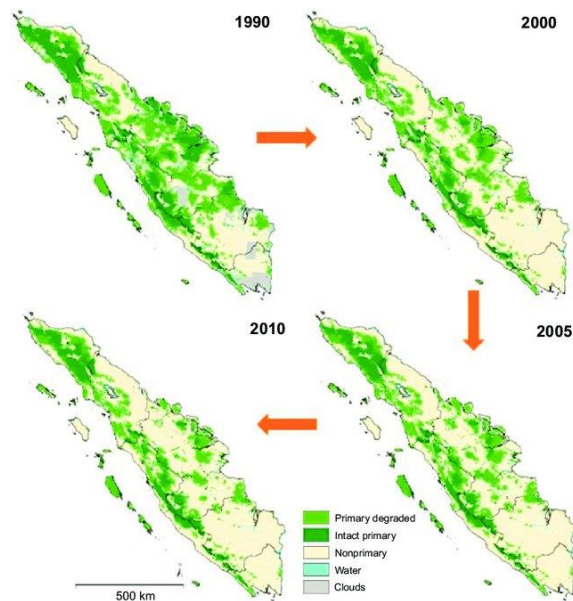 1990
2000
2010
2005
Primary degraded
Intact primary
Nonprimary
Water
Clouds
500 km